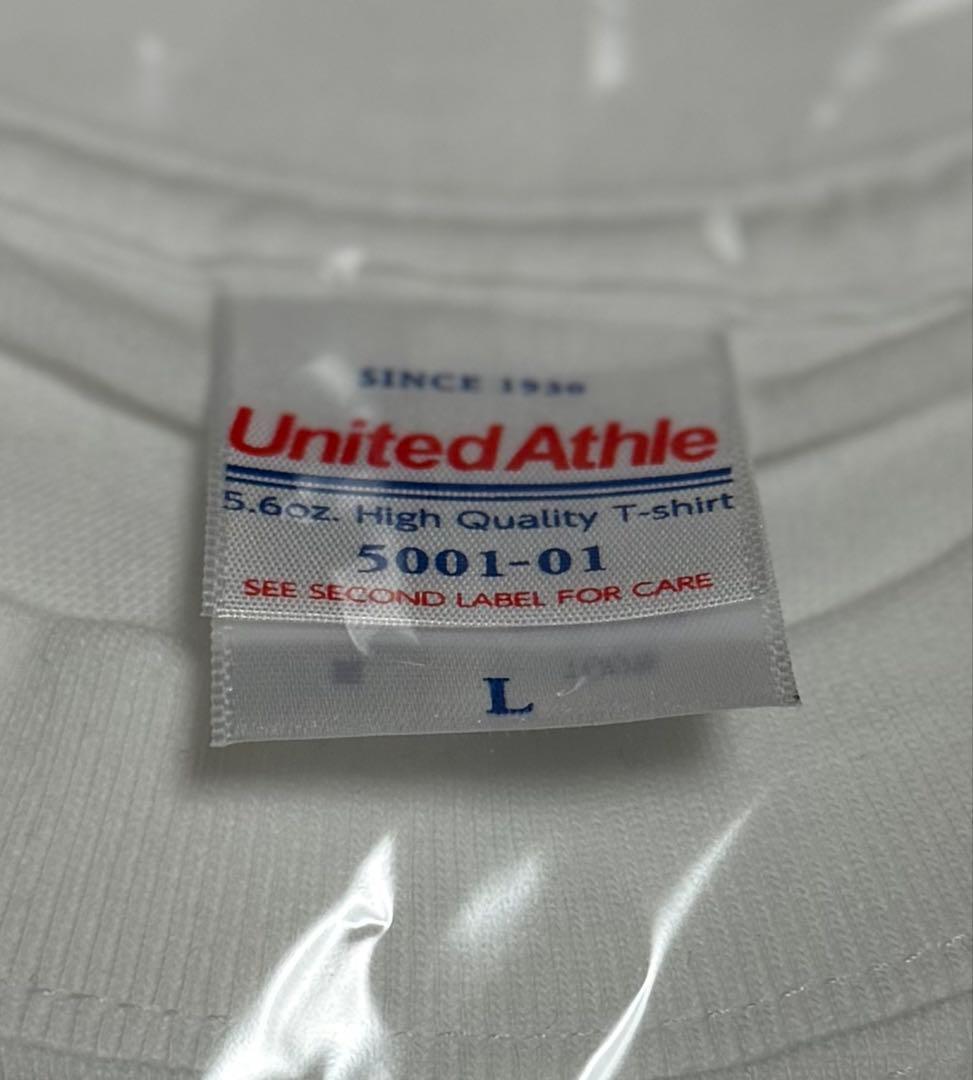 SINCE 1930
United Athle
5.6oz. High Quality T-shirt
5001-01
SEE SECOND LABEL FOR CARE
L